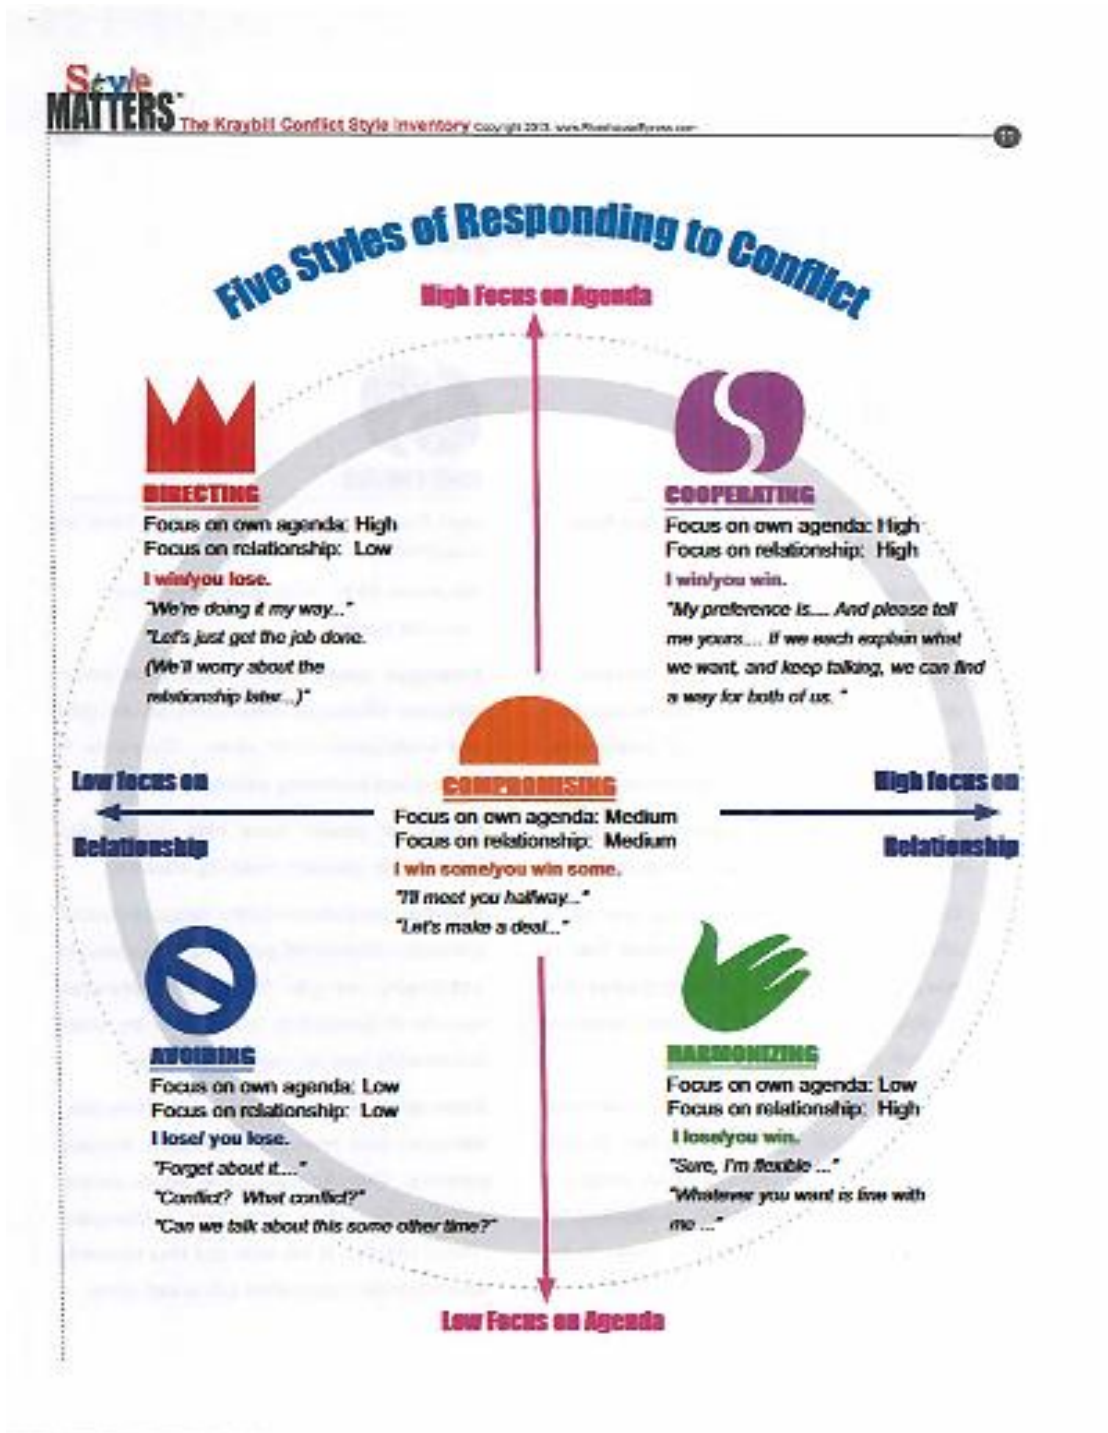 Style
MATTERS™
The Kraybill Conflict Style Inventory Copyright 2013. www.RiverhouseEpress.com
Five Styles of Responding to Conflict
High Focus on Agenda
DIRECTING
Focus on own agenda: High
Focus on relationship: Low
I win/you lose.
"We're doing it my way..."
"Let's just get the job done.
(We'll worry about the
relationship later...)"
COOPERATING
Focus on own agenda: High
Focus on relationship: High
I win/you win.
"My preference is.... And please tell
me yours.... If we each explain what
we want, and keep talking, we can find
a way for both of us. "
Low focus on
Relationship
COMPROMISING
Focus on own agenda: Medium
Focus on relationship: Medium
I win some/you win some.
"I'll meet you halfway..."
"Let's make a deal..."
High focus on
Relationship
AVOIDING
Focus on own agenda: Low
Focus on relationship: Low
I lose/ you lose.
"Forget about it...."
"Conflict? What conflict?"
"Can we talk about this some other time?"
HARMONIZING
Focus on own agenda: Low
Focus on relationship: High
I lose/you win.
"Sure, I'm flexible ..."
"Whatever you want is fine with
me ..."
Low Focus on Agenda